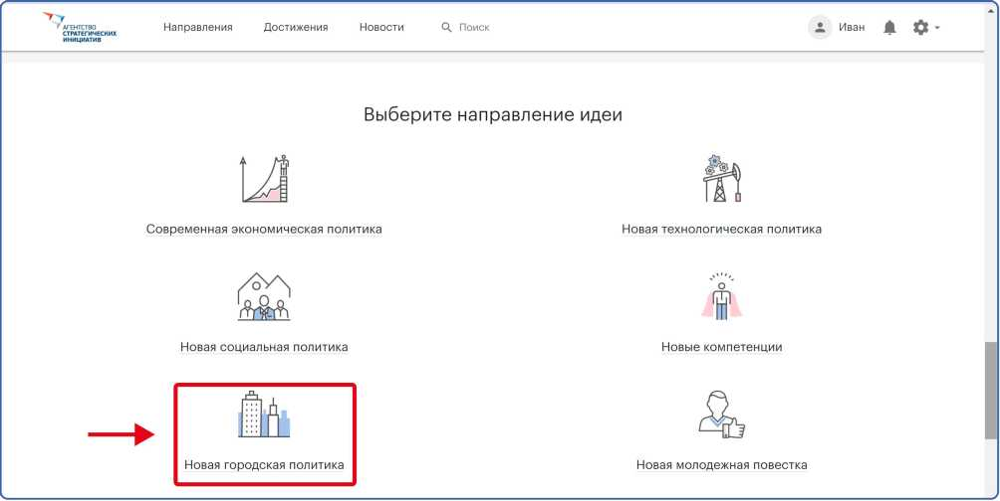 АГЕНТСТВО
СТРАТЕГИЧЕСКИХ
ИНИЦИАТИВ
Направления Достижения Новости Поиск Иван
Выберите направление идеи
Современная экономическая политика Новая технологическая политика
Новая социальная политика Новые компетенции
Новая городская политика Новая молодежная повестка